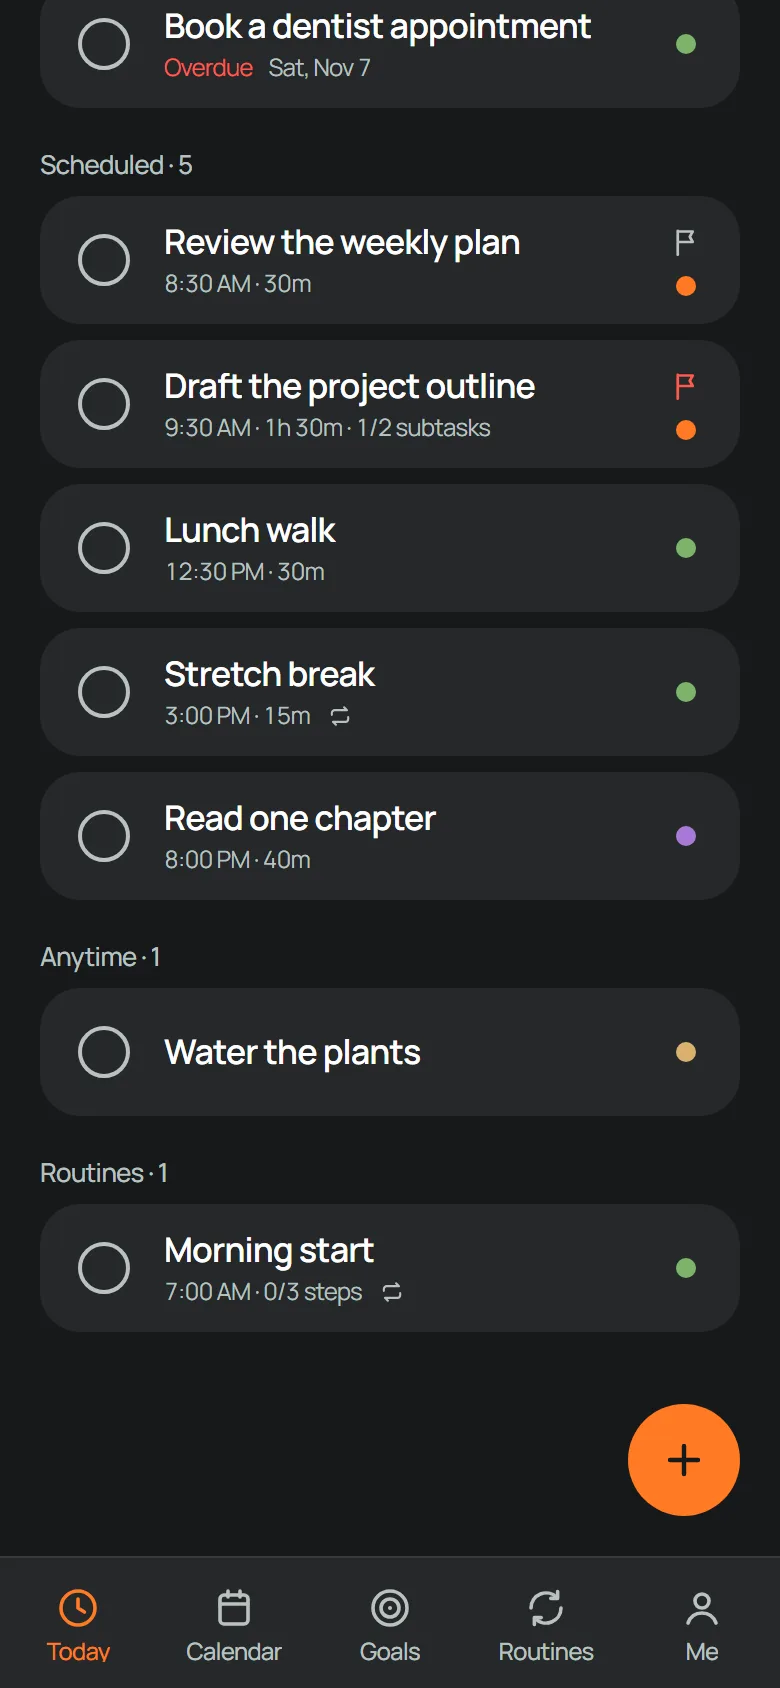 Book a dentist appointment
Overdue Sat, Nov 7
Scheduled · 5
Review the weekly plan
8:30 AM · 30m
Draft the project outline
9:30 AM · 1h 30m · 1/2 subtasks
Lunch walk
12:30 PM · 30m
Stretch break
3:00 PM · 15m
Read one chapter
8:00 PM · 40m
Anytime · 1
Water the plants
Routines · 1
Morning start
7:00 AM · 0/3 steps
Today Calendar Goals Routines Me